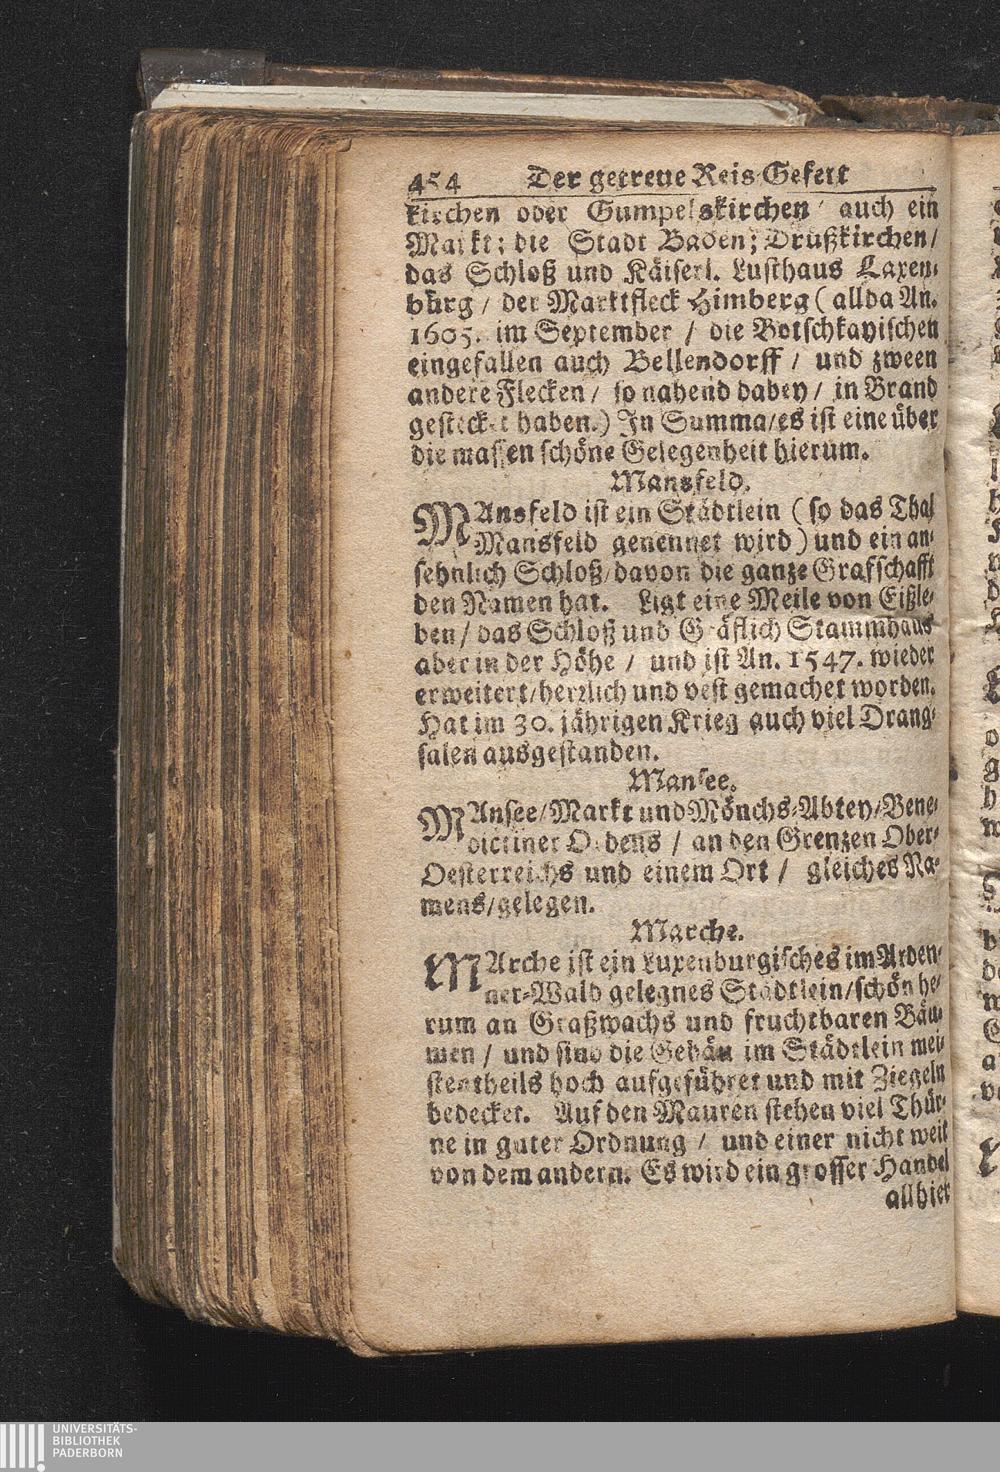 454 Der getreue Reis-Gefert
kirchen oder Gumpelskirchen / auch ein
Markt; die Stadt Baden; Drußkirchen/
das Schloß und Käiserl. Lusthaus Laxen-
burg / der Marktfleck Himberg (allda An.
1605. im September / die Botschkayischen
eingefallen auch Bellendorff / und zween
andere Flecken / so nahend dabey / in Brand
gestecket haben.) In Summa/es ist eine über
die massen schöne Gelegenheit hierum.
Mansfeld.
MAnsfeld ist ein Städtlein (so das Thal
Mansfeld genennet wird) und ein an-
sehnlich Schloß/davon die ganze Grafschafft
den Namen hat. Ligt eine Meile von Eißle-
ben / das Schloß und Gräflich Stammhaus
aber in der Höhe / und ist An. 1547. wieder
erweitert/herrlich und vest gemachet worden.
Hat im 30. jährigen Krieg auch viel Drang-
salen ausgestanden.
Mansee.
MAnsee/Markt und Mönchs-Abtey/Bene-
dictiner Ordens / an den Grenzen Ober-
Oesterreichs und einem Ort / gleiches Na-
mens/gelegen.
Marche.
MArche ist ein Luxenburgisches im Arden-
ner-Wald gelegnes Städtlein/schön he-
rum an Graßwachs und fruchtbaren Bäu-
men / und sind die Gebäu im Städtlein mei-
stentheils hoch aufgeführet und mit Ziegeln
bedecket. Auf den Mauren stehen viel Thür-
ne in guter Ordnung / und einer nicht weit
von dem andern. Es wird ein grosser Handel
allhier
UNIVERSITÄTS-
BIBLIOTHEK
PADERBORN